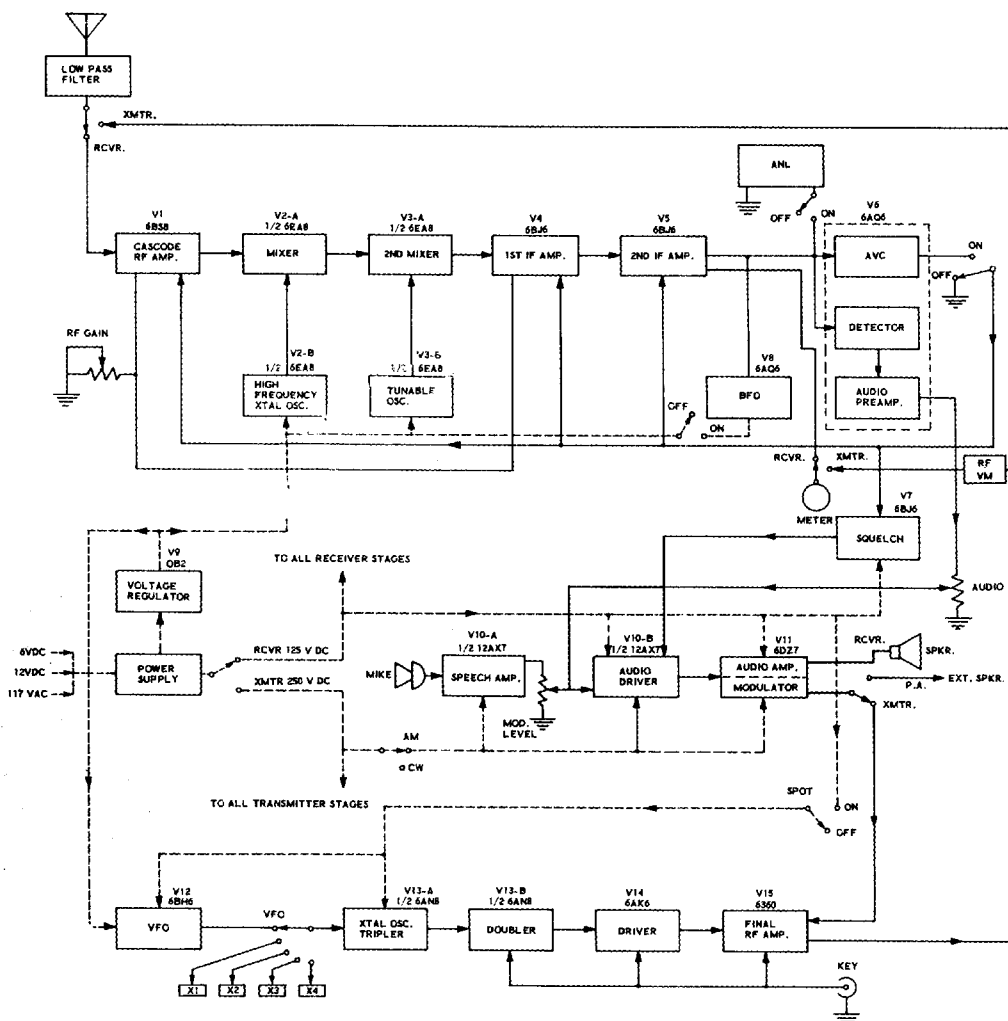 LOW PASS
FILTER
XMTR.
RCVR.
ANL
OFF
ON
V1
6BS8
CASCODE
RF AMP.
V2-A
1/2 6EA8
MIXER
V3-A
1/2 6EA8
2ND MIXER
V4
6BJ6
1ST IF AMP.
V5
6BJ6
2ND IF AMP.
V6
6AQ6
AVC
ON
OFF
DETECTOR
AUDIO
PREAMP.
RF GAIN
V2-B
1/2 6EA8
HIGH
FREQUENCY
XTAL OSC.
V3-B
1/2 6EA8
TUNABLE
OSC.
V8
6AQ6
BFO
OFF
ON
RCVR.
XMTR.
RF
VM
METER
V7
6BJ6
SQUELCH
V9
OB2
VOLTAGE
REGULATOR
TO ALL RECEIVER STAGES
AUDIO
6VDC
12VDC
117 VAC
POWER
SUPPLY
RCVR 125 V DC
XMTR 250 V DC
MIKE
V10-A
1/2 12AX7
SPEECH AMP.
MOD.
LEVEL
V10-B
1/2 12AX7
AUDIO
DRIVER
V11
6DZ7
AUDIO AMP.
MODULATOR
RCVR.
SPKR.
P.A.
EXT. SPKR.
XMTR.
AM
CW
TO ALL TRANSMITTER STAGES
SPOT
ON
OFF
V12
6BH6
VFO
VFO
X1
X2
X3
X4
V13-A
1/2 6AN8
XTAL OSC.
TRIPLER
V13-B
1/2 6AN8
DOUBLER
V14
6AK6
DRIVER
V15
6360
FINAL
RF AMP.
KEY